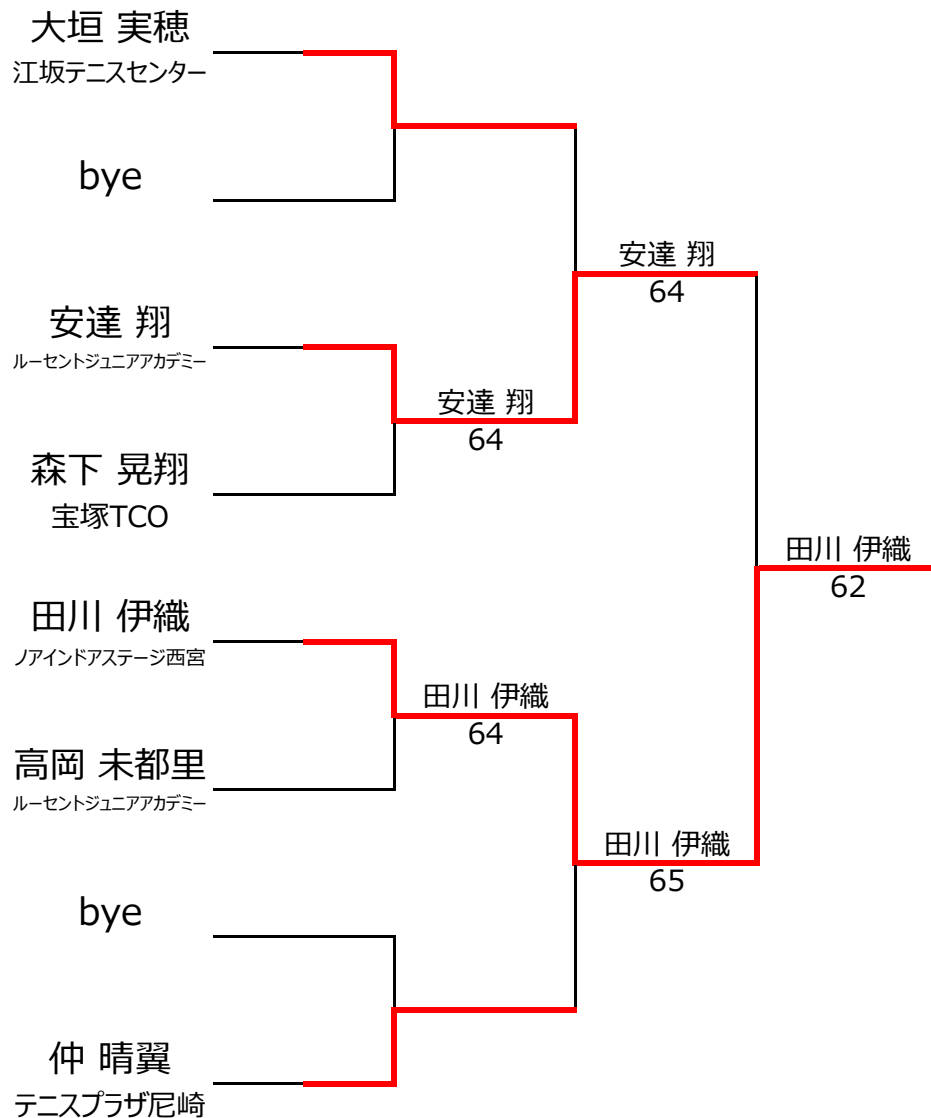 大垣 実穂
江坂テニスセンター
bye
安達 翔
ルーセントジュニアアカデミー
森下 晃翔
宝塚TCO
田川 伊織
ノアインドアステージ西宮
高岡 未都里
ルーセントジュニアアカデミー
bye
仲 晴翼
テニスプラザ尼崎
安達 翔
64
田川 伊織
64
安達 翔
64
田川 伊織
65
田川 伊織
62